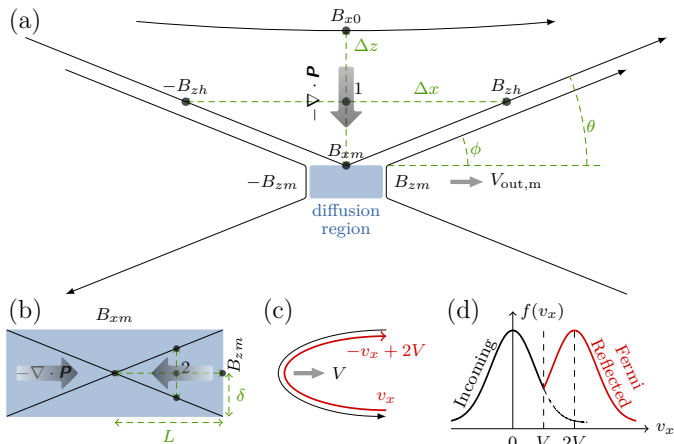 (a)
B_{x0}
Δz
-B_{zh}
-∇ · P
1
Δx
B_{zh}
θ
B_{xm}
ϕ
-B_{zm}
B_{zm}
V_{out,m}
diffusion
region
(b)
B_{xm}
-∇ · P
2
B_{zm}
δ
L
(c)
-v_x + 2V
V
v_x
(d)
f(v_x)
Incoming
Fermi
Reflected
0
V
2V
v_x